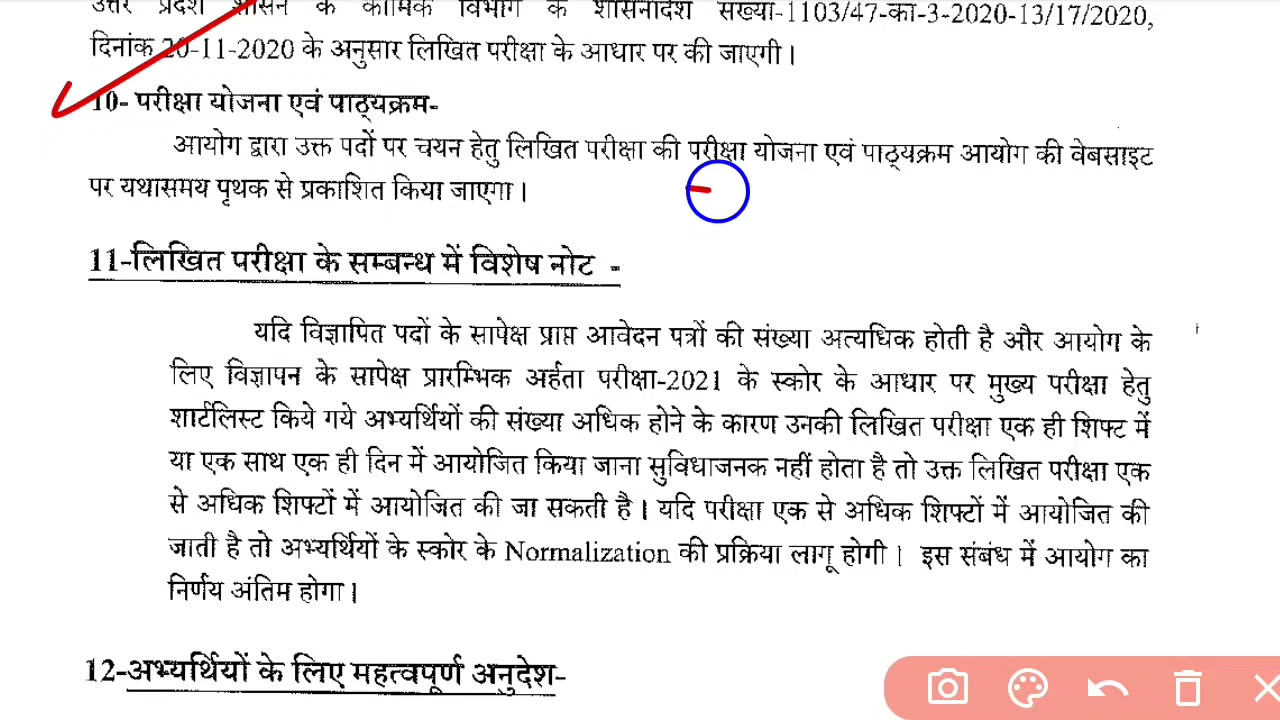 उत्तर प्रदेश शासन के कार्मिक विभाग के शासनादेश संख्या-1103/47-का-3-2020-13/17/2020,
दिनांक 20-11-2020 के अनुसार लिखित परीक्षा के आधार पर की जाएगी।
10- परीक्षा योजना एवं पाठ्यक्रम-
आयोग द्वारा उक्त पदों पर चयन हेतु लिखित परीक्षा की परीक्षा योजना एवं पाठ्यक्रम आयोग की वेबसाइट
पर यथासमय पृथक से प्रकाशित किया जाएगा।
11-लिखित परीक्षा के सम्बन्ध में विशेष नोट -
यदि विज्ञापित पदों के सापेक्ष प्राप्त आवेदन पत्रों की संख्या अत्यधिक होती है और आयोग के
लिए विज्ञापन के सापेक्ष प्रारम्भिक अर्हता परीक्षा-2021 के स्कोर के आधार पर मुख्य परीक्षा हेतु
शार्टलिस्ट किये गये अभ्यर्थियों की संख्या अधिक होने के कारण उनकी लिखित परीक्षा एक ही शिफ्ट में
या एक साथ एक ही दिन में आयोजित किया जाना सुविधाजनक नहीं होता है तो उक्त लिखित परीक्षा एक
से अधिक शिफ्टों में आयोजित की जा सकती है। यदि परीक्षा एक से अधिक शिफ्टों में आयोजित की
जाती है तो अभ्यर्थियों के स्कोर के Normalization की प्रक्रिया लागू होगी। इस संबंध में आयोग का
निर्णय अंतिम होगा।
12-अभ्यर्थियों के लिए महत्वपूर्ण अनुदेश-